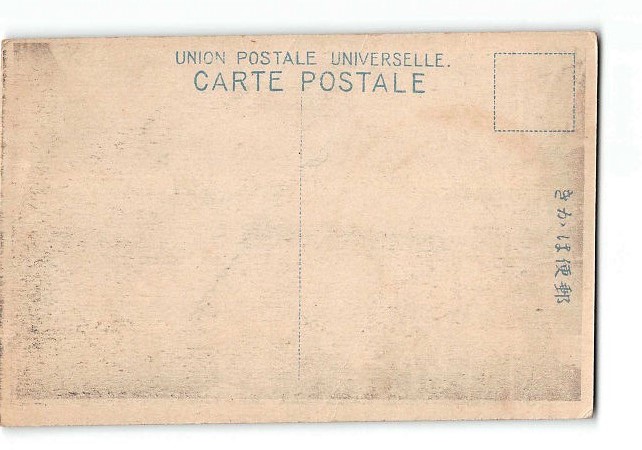 UNION POSTALE UNIVERSELLE.
CARTE POSTALE
きかは便郵